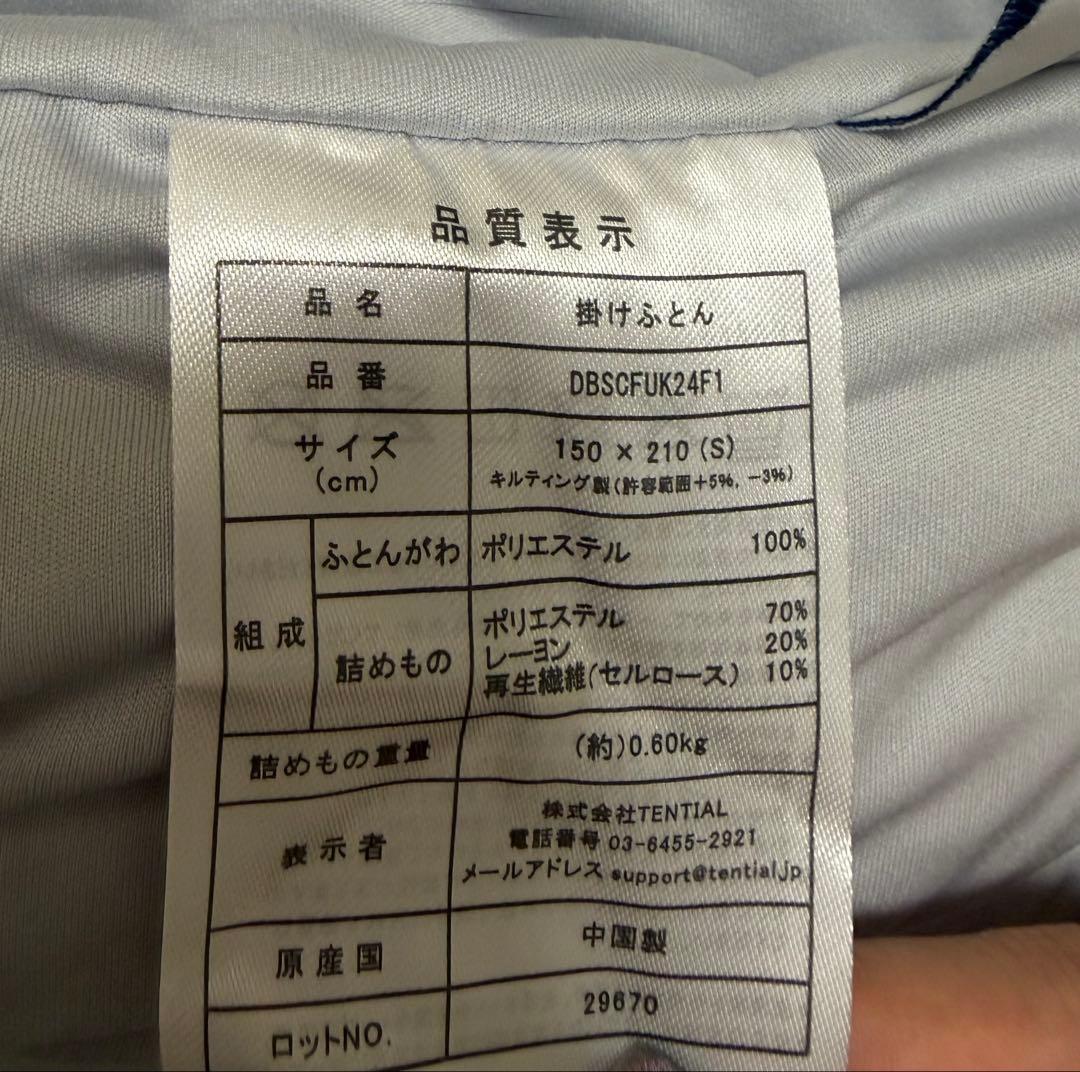 品質表示
品名 掛けふとん
品番 DBSCFUK24F1
サイズ 150 × 210 (S)
(cm) キルティング製(許容範囲+5%, -3%)
組成 ふとんがわ ポリエステル 100%
詰めもの ポリエステル 70%
レーヨン 20%
再生繊維(セルロース) 10%
詰めもの重量 (約)0.60kg
表示者 株式会社TENTIAL
電話番号 03-6455-2921
メールアドレス support@tential.jp
原産国 中国製
ロットNO. 29670